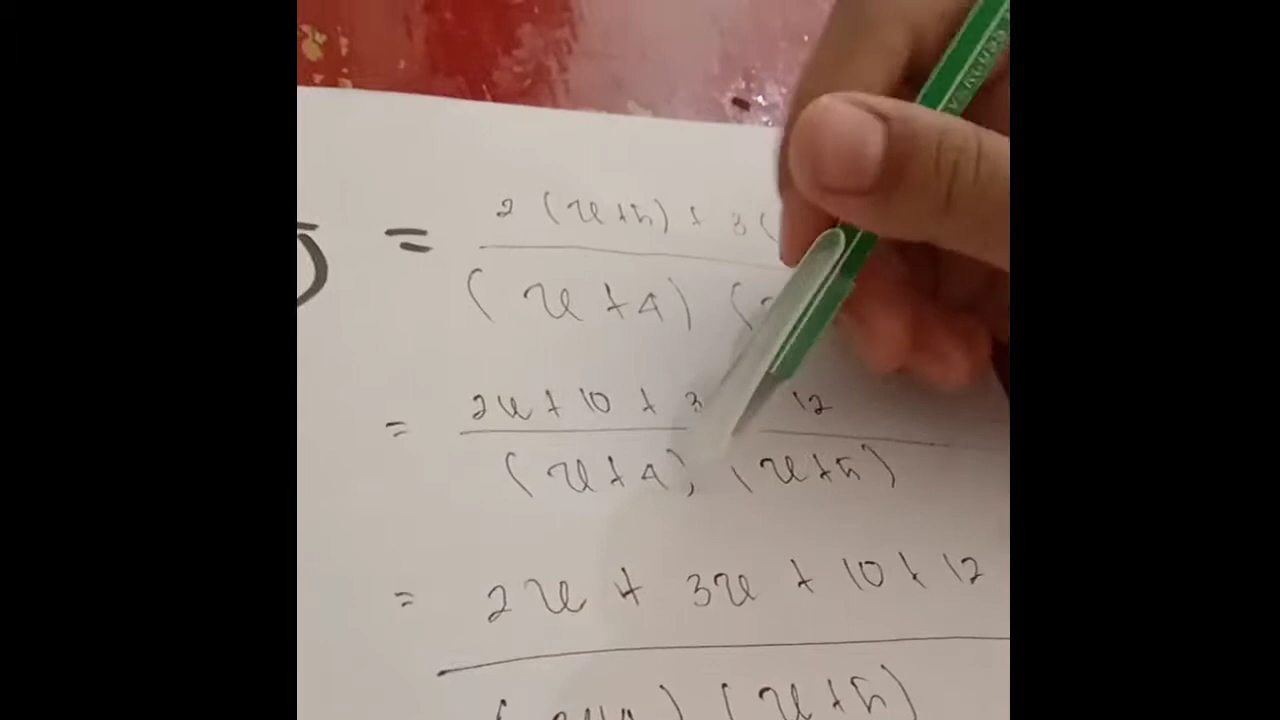 = 2 (x+5) + 3 (
(x+4) (
= 2x + 10 + 3 12
(x+4) (x+5)
= 2x + 3x + 10 + 12
(x+4) (x+5)